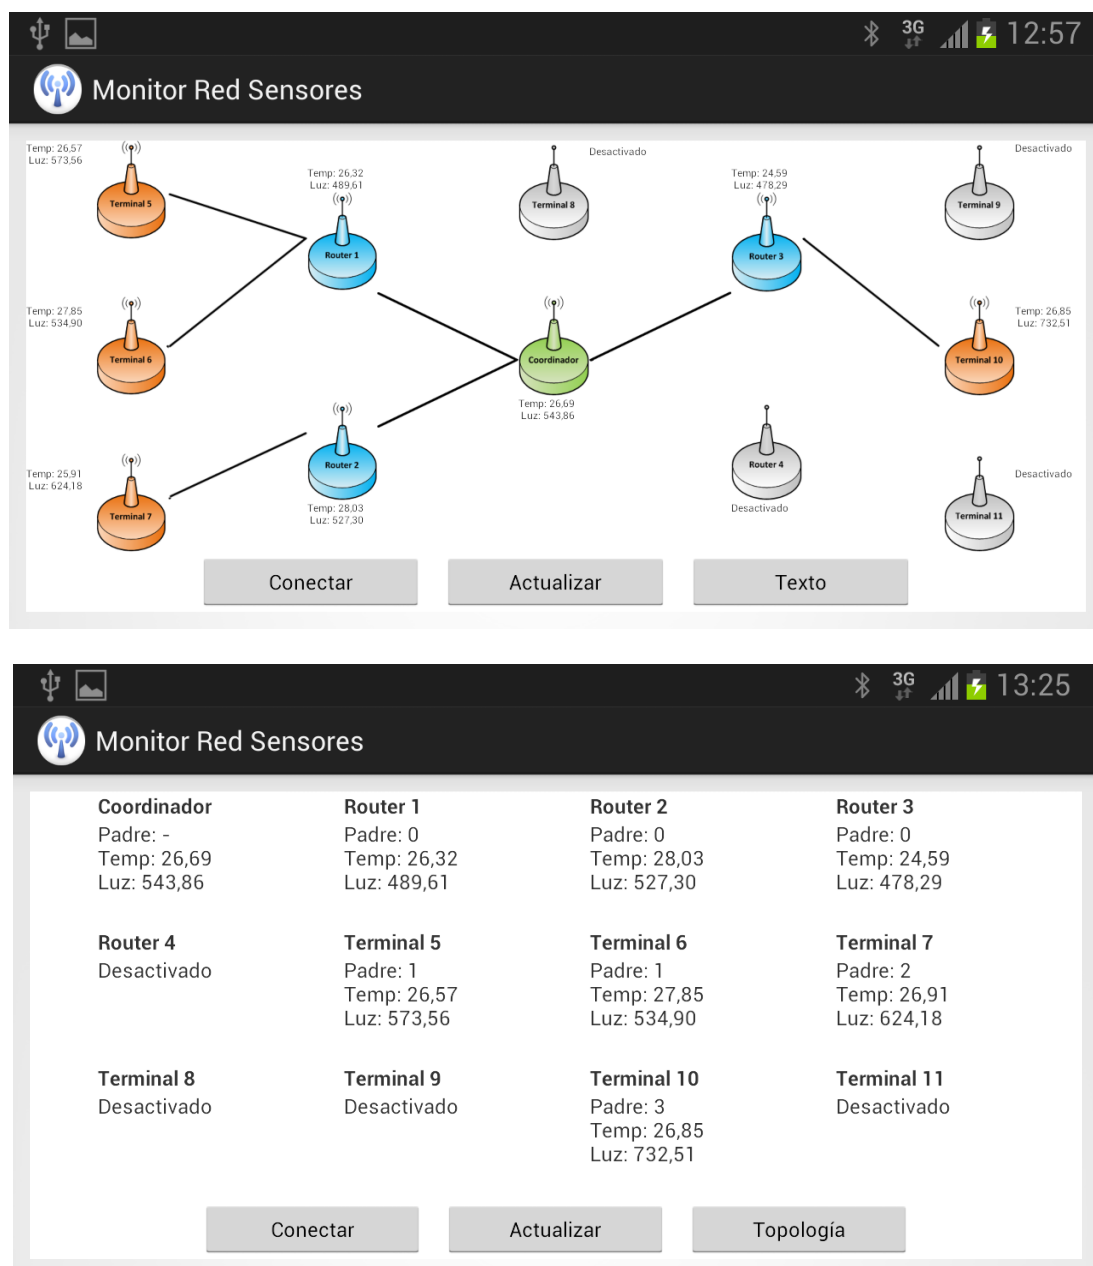 3G 12:57
Monitor Red Sensores
Temp: 26,57
Luz: 573,56
Terminal 5
Temp: 26,32
Luz: 489,61
Router 1
Desactivado
Terminal 8
Temp: 24,59
Luz: 478,29
Router 3
Desactivado
Terminal 9
Temp: 27,85
Luz: 534,90
Terminal 6
Coordinador
Temp: 26,69
Luz: 543,86
Temp: 26,85
Luz: 732,51
Terminal 10
Temp: 25,91
Luz: 624,18
Terminal 7
Router 2
Temp: 28,03
Luz: 527,30
Router 4
Desactivado
Desactivado
Terminal 11
Conectar
Actualizar
Texto
3G 13:25
Monitor Red Sensores
Coordinador
Padre: -
Temp: 26,69
Luz: 543,86
Router 1
Padre: 0
Temp: 26,32
Luz: 489,61
Router 2
Padre: 0
Temp: 28,03
Luz: 527,30
Router 3
Padre: 0
Temp: 24,59
Luz: 478,29
Router 4
Desactivado
Terminal 5
Padre: 1
Temp: 26,57
Luz: 573,56
Terminal 6
Padre: 1
Temp: 27,85
Luz: 534,90
Terminal 7
Padre: 2
Temp: 26,91
Luz: 624,18
Terminal 8
Desactivado
Terminal 9
Desactivado
Terminal 10
Padre: 3
Temp: 26,85
Luz: 732,51
Terminal 11
Desactivado
Conectar
Actualizar
Topología